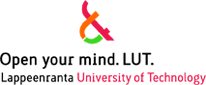 Open your mind. LUT.
Lappeenranta University of Technology